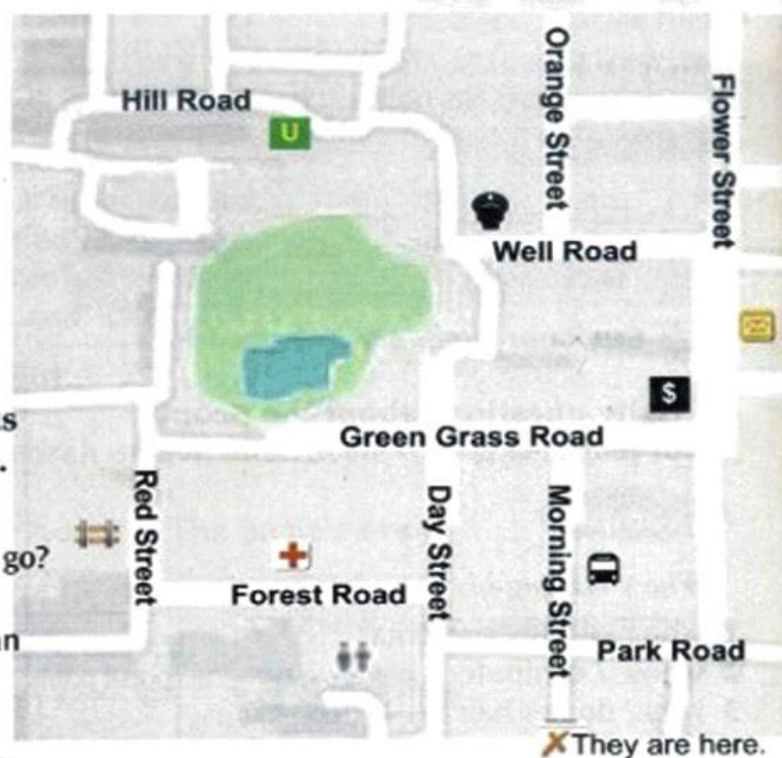 Hill Road
U
Orange Street
Flower Street
Well Road
$
s
.
Green Grass Road
Red Street
go?
Day Street
Morning Street
Forest Road
n
Park Road
They are here.